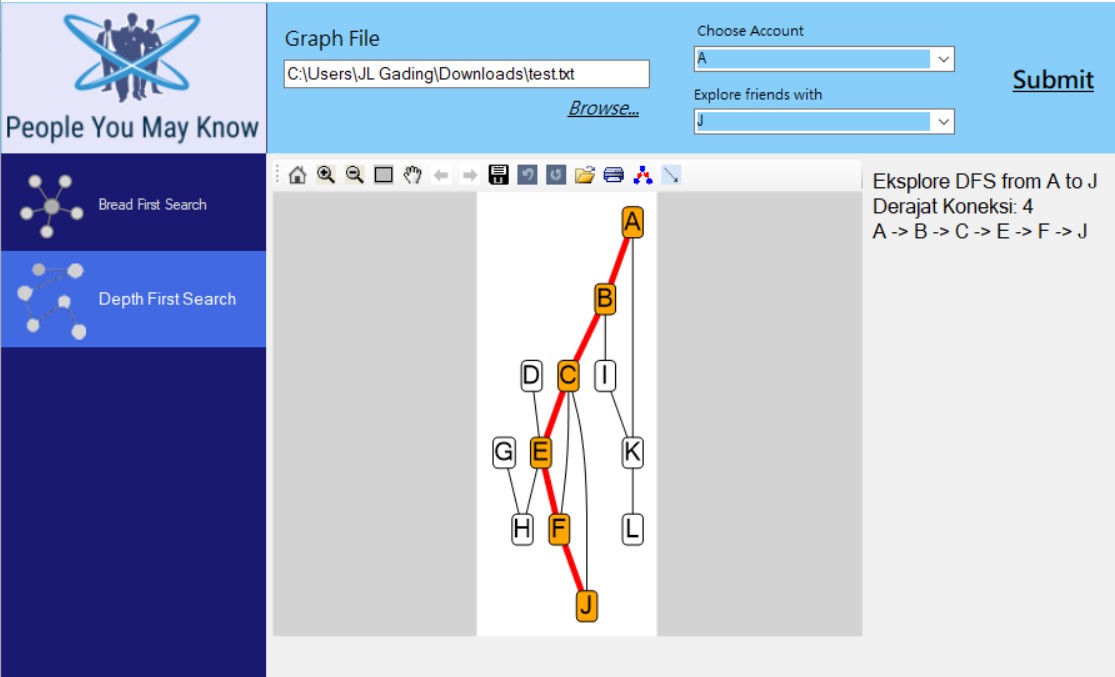 People You May Know
Graph File
C:\Users\JL Gading\Downloads\test.txt
Browse...
Choose Account
A
Explore friends with
J
Submit
Bread First Search
Depth First Search
Eksplore DFS from A to J
Derajat Koneksi: 4
A -> B -> C -> E -> F -> J
A
B
D C I
G E K
H F L
J